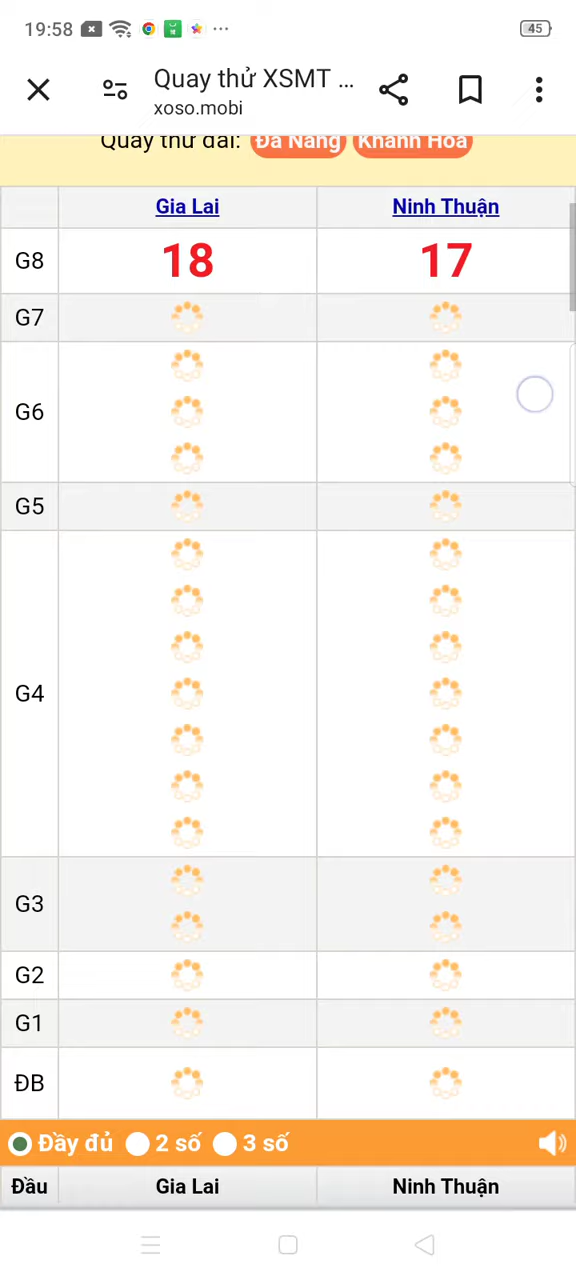 19:58 45
Quay thử XSMT ...
xoso.mobi
Quay thử đài: Đà Nẵng Khánh Hòa
Gia Lai Ninh Thuận
G8 18 17
G7
G6
G5
G4
G3
G2
G1
ĐB
Đầy đủ 2 số 3 số
Đầu Gia Lai Ninh Thuận